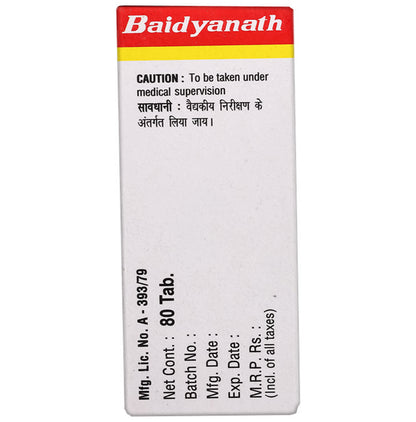 Baidyanath
CAUTION : To be taken under
medical supervision
सावधानी : वैद्यकीय निरीक्षण के
अंतर्गत लिया जाय।
Mfg. Lic. No. A - 393/79
Net Cont. : 80 Tab.
Batch No. :
Mfg. Date :
Exp. Date :
M.R.P. Rs. :
(Incl. of all taxes)